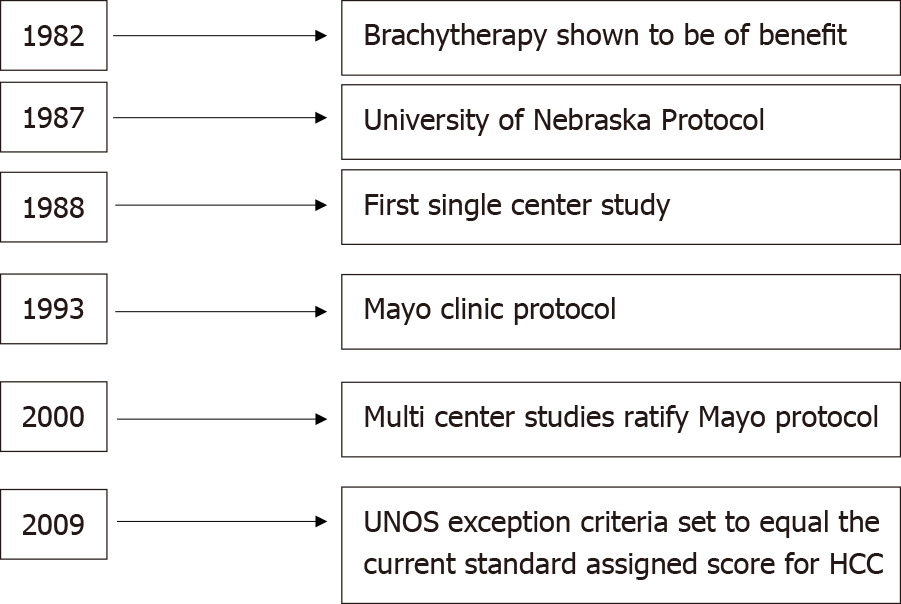 1982
Brachytherapy shown to be of benefit
1987
University of Nebraska Protocol
1988
First single center study
1993
Mayo clinic protocol
2000
Multi center studies ratify Mayo protocol
2009
UNOS exception criteria set to equal the
current standard assigned score for HCC